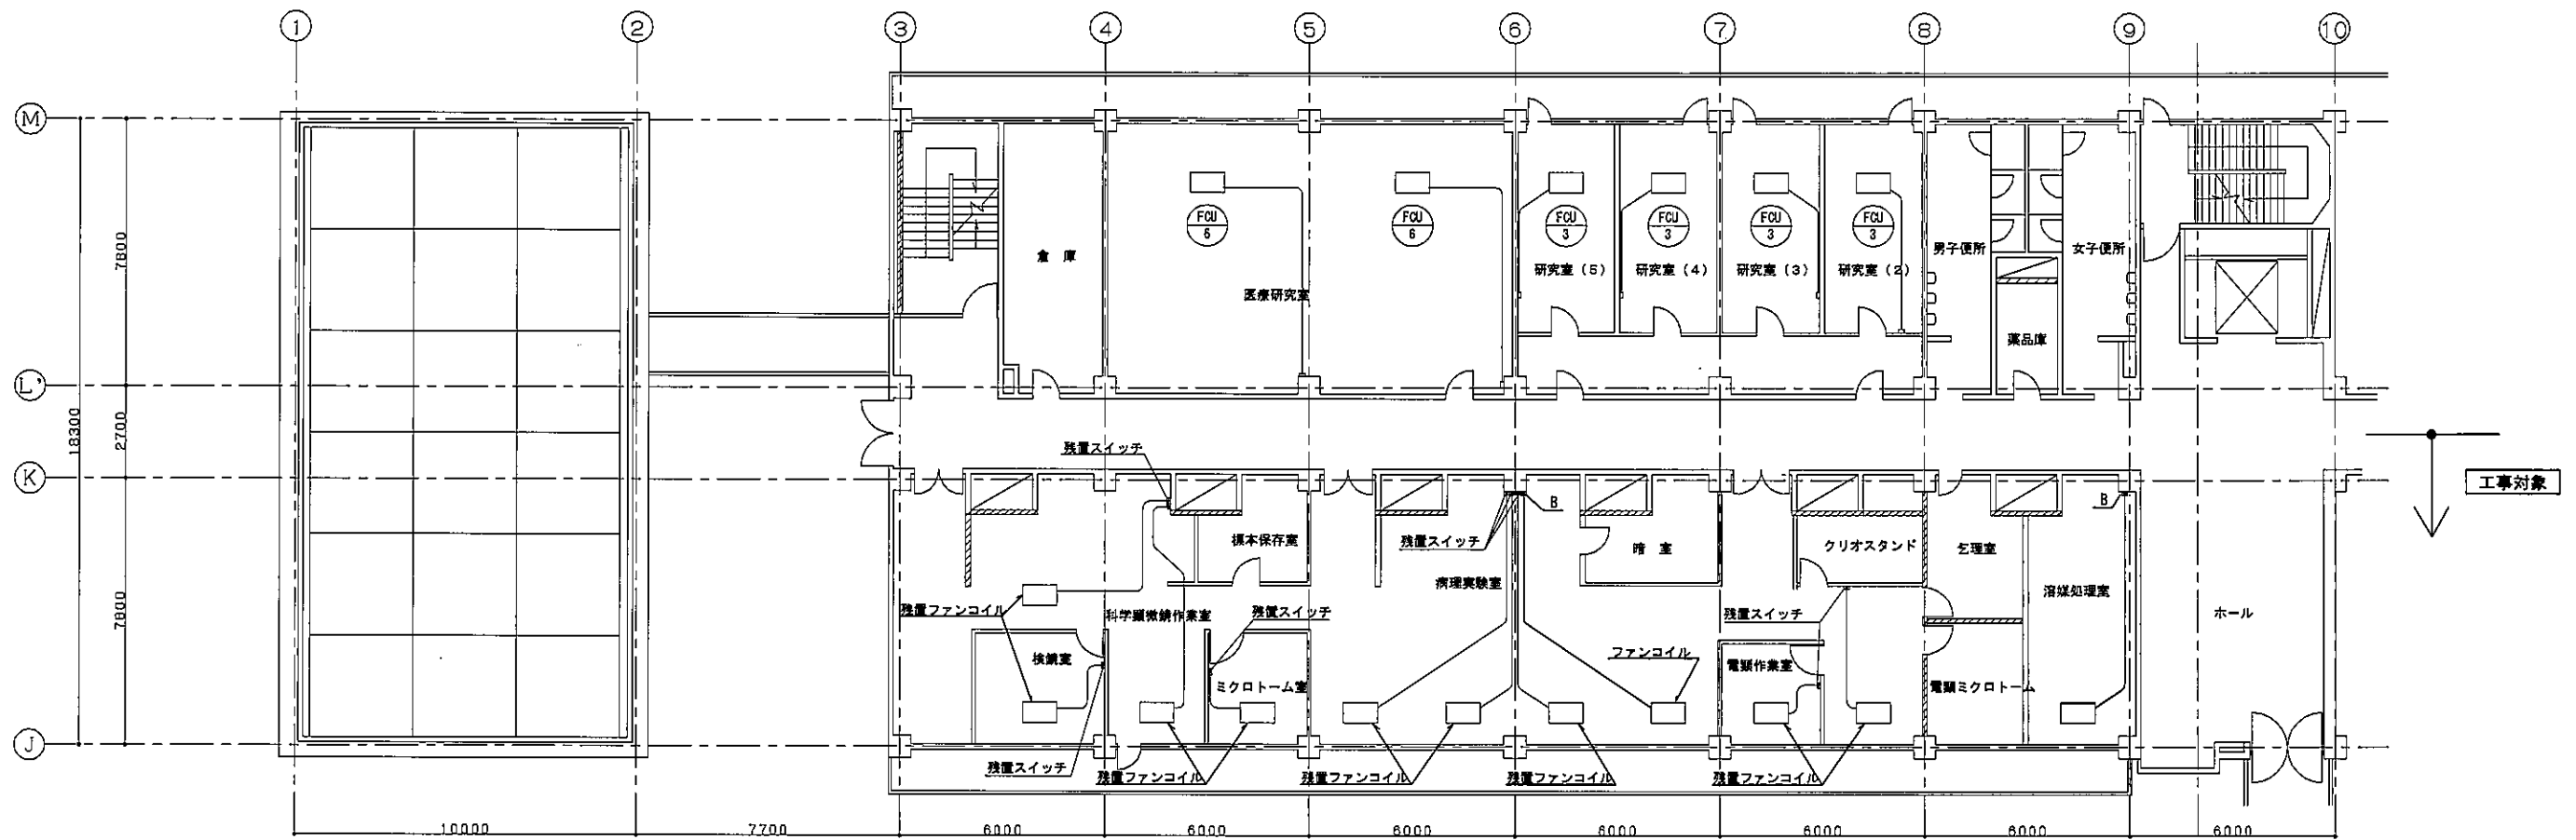 1 2 3 4 5 6 7 8 9 10
M
7800
FCU
6
FCU
6
FCU
3
FCU
3
FCU
3
FCU
3
倉 庫
医療研究室
研究室（5）
研究室（4）
研究室（3）
研究室（2）
男子便所
女子便所
薬品庫
L'
18300
2700
K
工事対象
残置スイッチ
残置スイッチ
B
B
標本保存室
病理実験室
暗 室
クリオスタンド
乞理室
溶媒処理室
残置ファンコイル
科学顕微鏡作業室
残置スイッチ
残置スイッチ
ホール
7800
検鏡室
ミクロトーム室
ファンコイル
電顕作業室
電顕ミクロトーム
J
残置スイッチ
残置ファンコイル
残置ファンコイル
残置ファンコイル
残置ファンコイル
10000 7700 6000 6000 6000 6000 6000 6000 6000